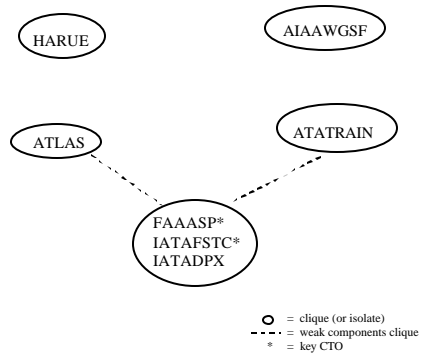 HARUE
AIAAWGSF
ATLAS
ATATRAIN
FAAASP*
IATAFSTC*
IATADPX
= clique (or isolate)
= weak components clique
* = key CTO